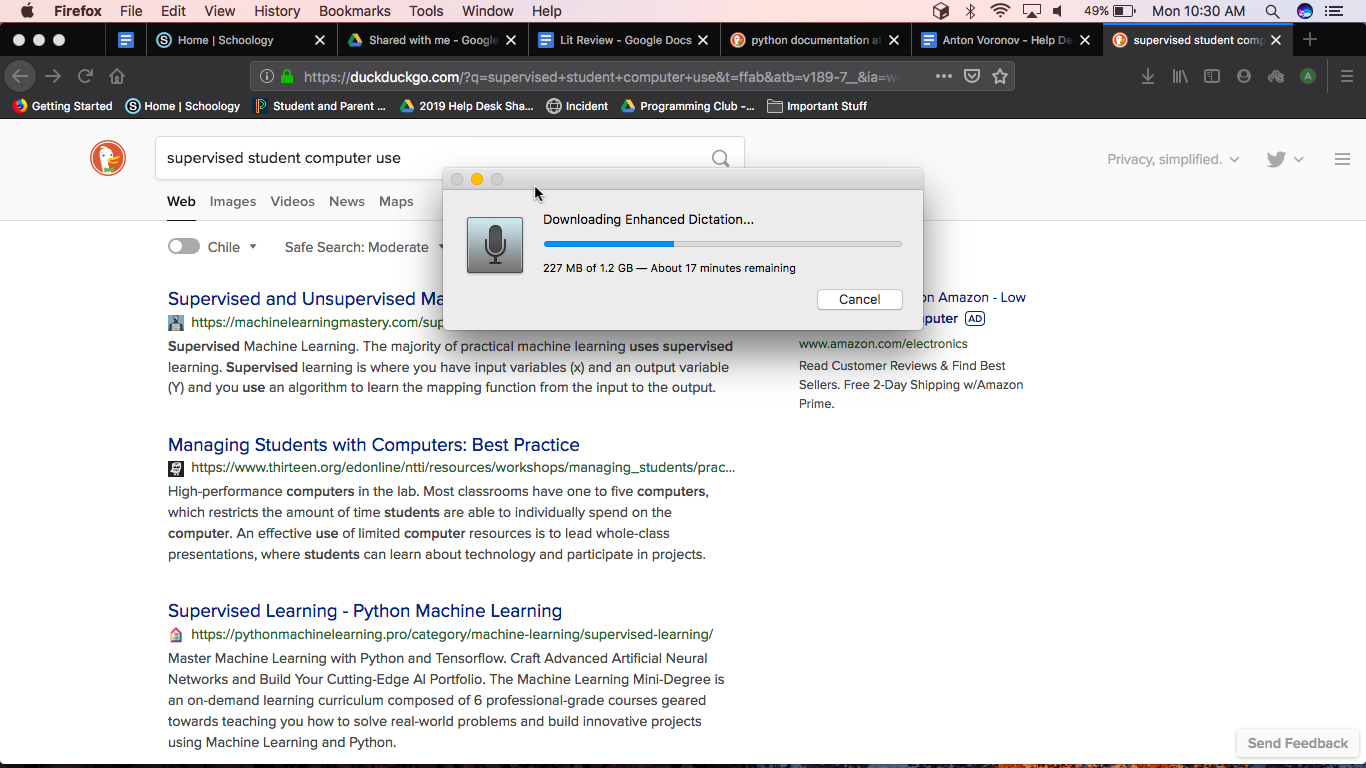 Firefox File Edit View History Bookmarks Tools Window Help 49% Mon 10:30 AM
Home | Schoology Shared with me - Google Lit Review - Google Docs python documentation at Anton Voronov - Help De supervised student comp
https://duckduckgo.com/?q=supervised+student+computer+use&t=ffab&atb=v189-7__&ia=w A
Getting Started Home | Schoology Student and Parent ... 2019 Help Desk Sha... Incident Programming Club -... Important Stuff
supervised student computer use
Privacy, simplified.
Web Images Videos News Maps
Chile Safe Search: Moderate
Downloading Enhanced Dictation...
227 MB of 1.2 GB — About 17 minutes remaining
Cancel
Supervised and Unsupervised Ma
https://machinelearningmastery.com/sup
Supervised Machine Learning. The majority of practical machine learning uses supervised
learning. Supervised learning is where you have input variables (x) and an output variable
(Y) and you use an algorithm to learn the mapping function from the input to the output.
on Amazon - Low
puter AD
www.amazon.com/electronics
Read Customer Reviews & Find Best
Sellers. Free 2-Day Shipping w/Amazon
Prime.
Managing Students with Computers: Best Practice
https://www.thirteen.org/edonline/ntti/resources/workshops/managing_students/prac...
High-performance computers in the lab. Most classrooms have one to five computers,
which restricts the amount of time students are able to individually spend on the
computer. An effective use of limited computer resources is to lead whole-class
presentations, where students can learn about technology and participate in projects.
Supervised Learning - Python Machine Learning
https://pythonmachinelearning.pro/category/machine-learning/supervised-learning/
Master Machine Learning with Python and Tensorflow. Craft Advanced Artificial Neural
Networks and Build Your Cutting-Edge AI Portfolio. The Machine Learning Mini-Degree is
an on-demand learning curriculum composed of 6 professional-grade courses geared
towards teaching you how to solve real-world problems and build innovative projects
using Machine Learning and Python.
Send Feedback